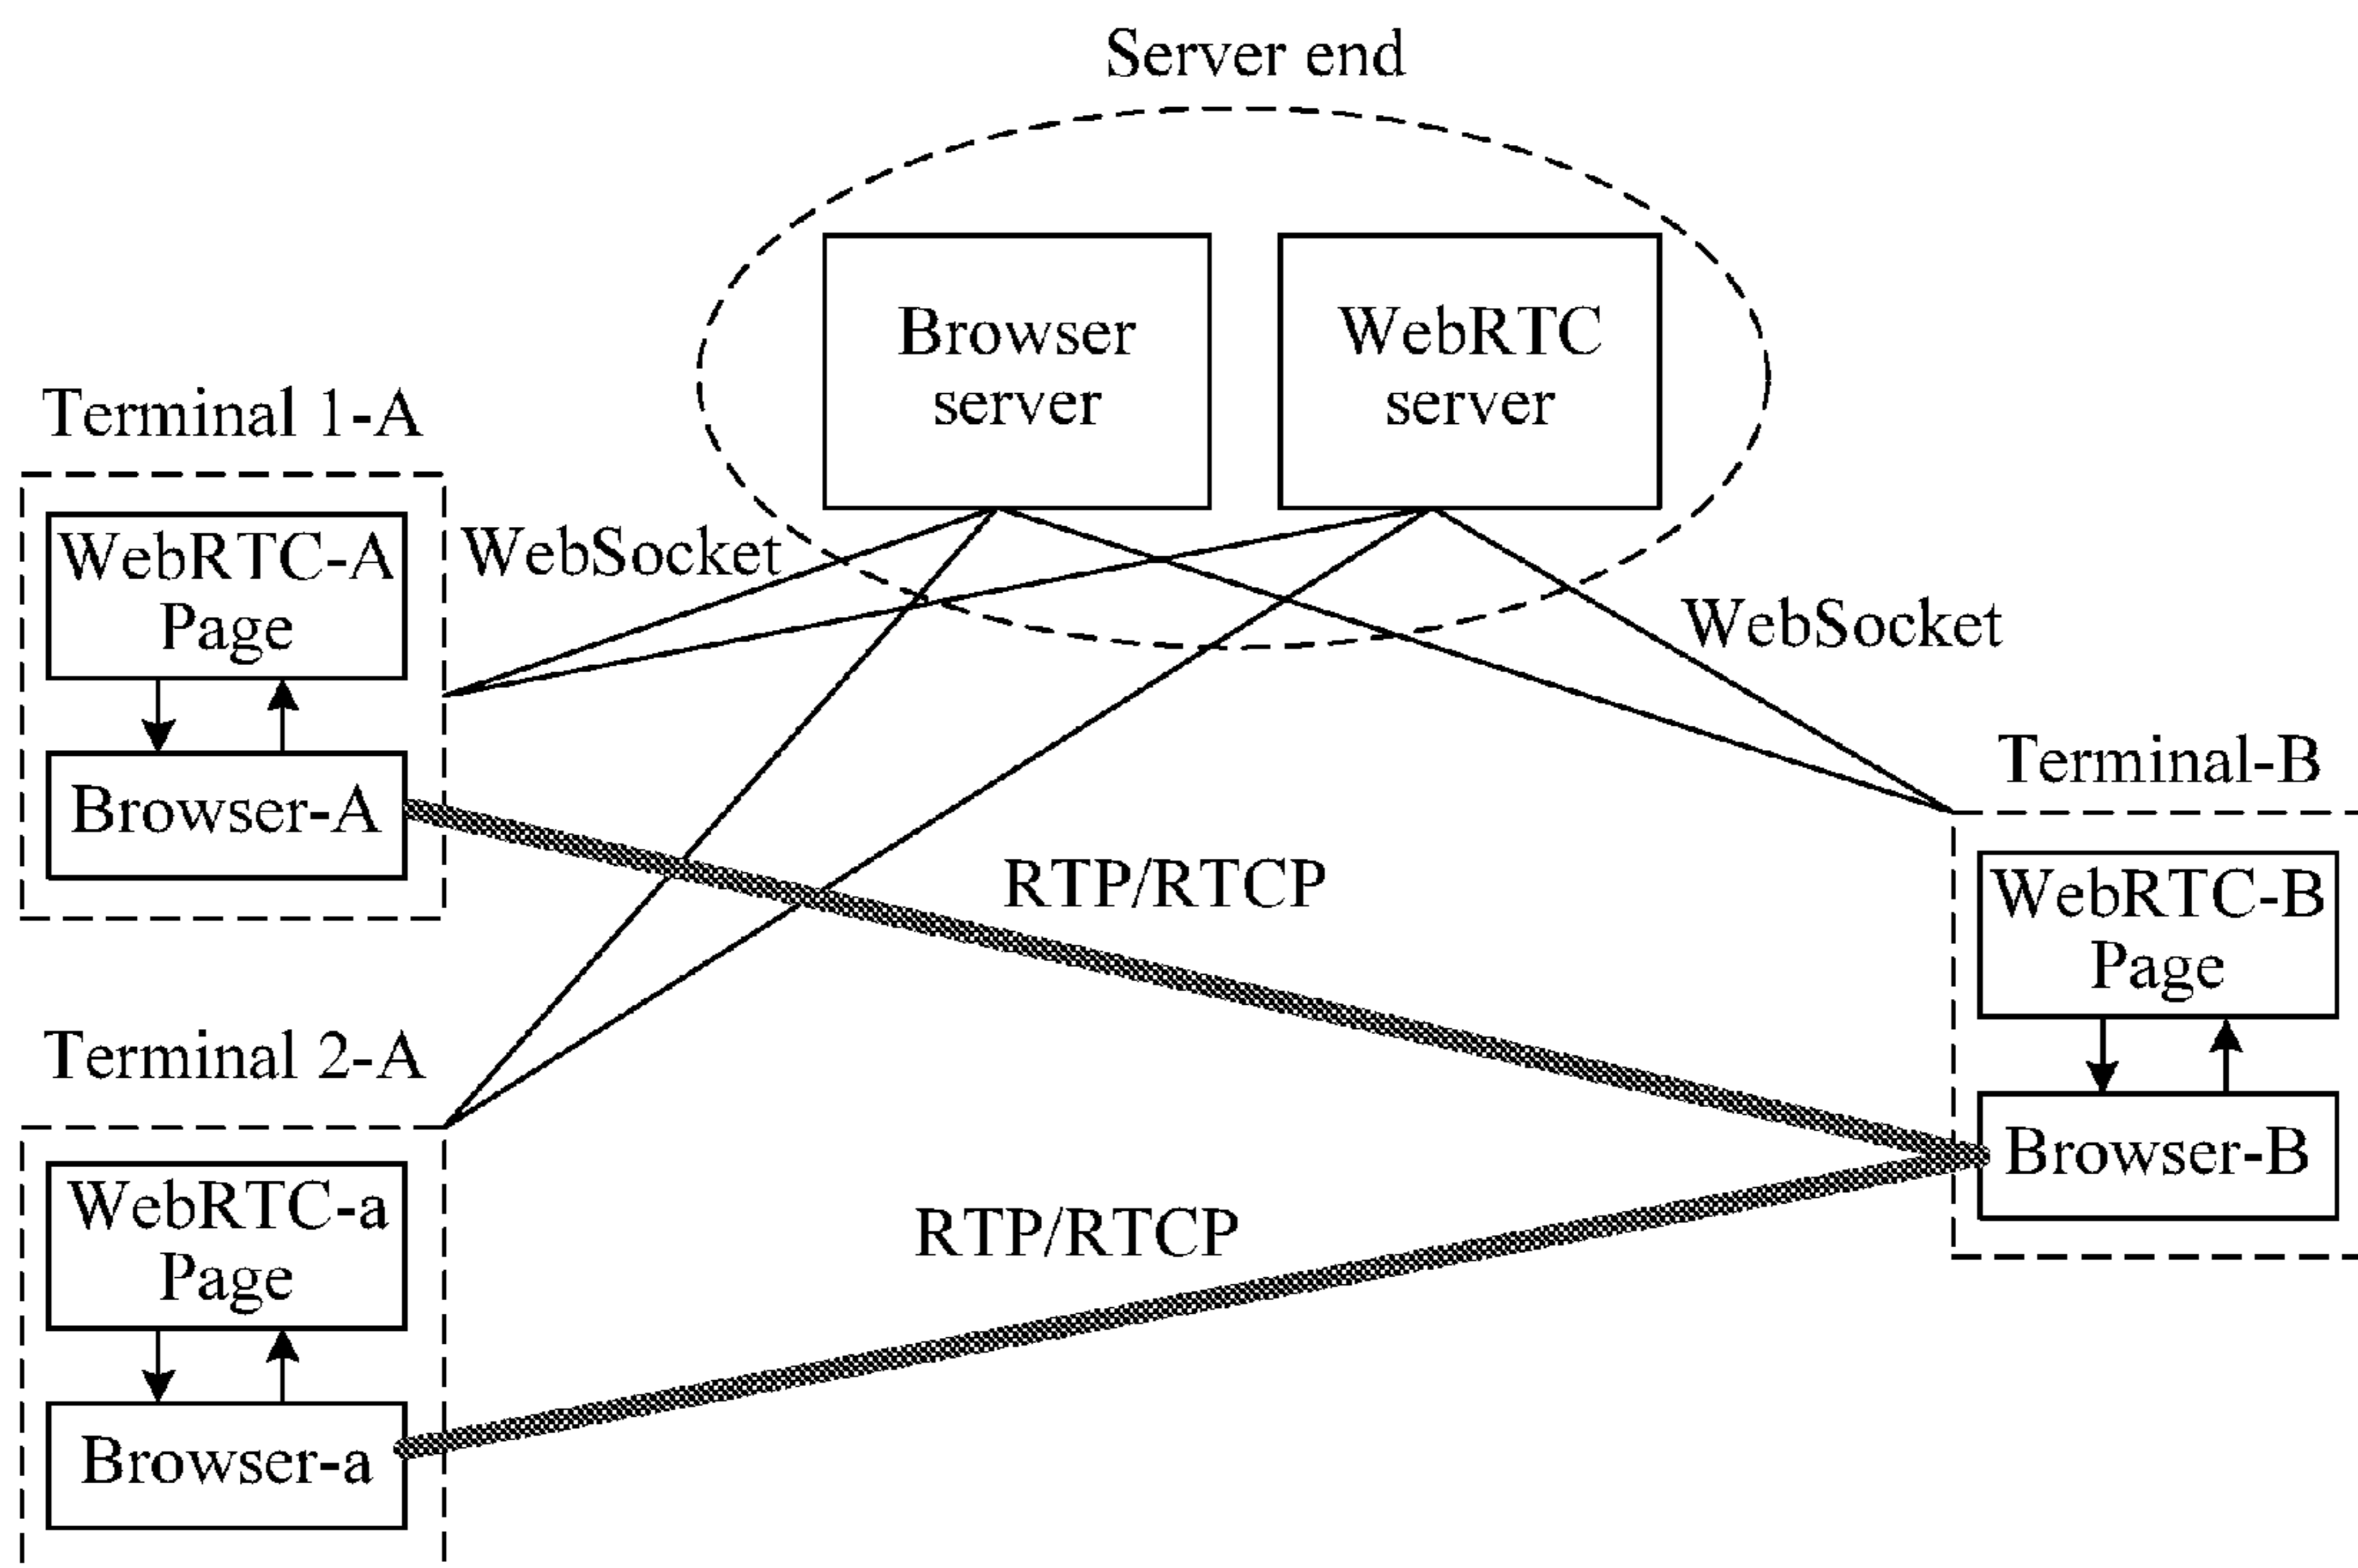 Server end
Browser
server
WebRTC
server
Terminal 1-A
WebRTC-A
Page
Browser-A
WebSocket
WebSocket
Terminal-B
WebRTC-B
Page
Browser-B
RTP/RTCP
Terminal 2-A
WebRTC-a
Page
Browser-a
RTP/RTCP